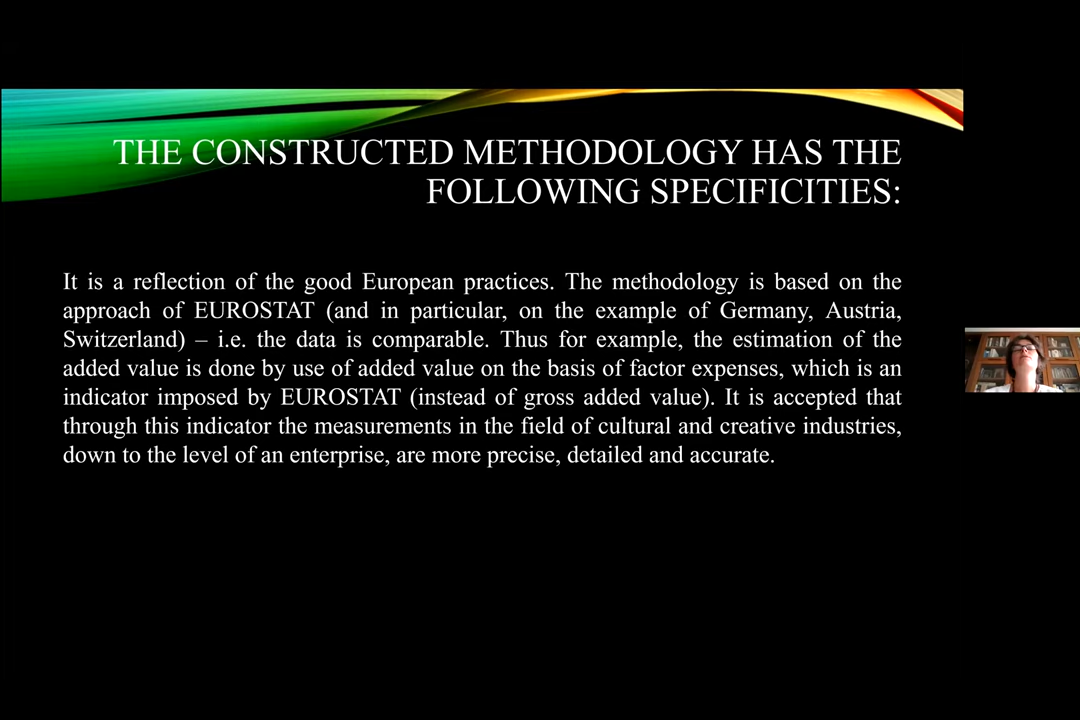 THE CONSTRUCTED METHODOLOGY HAS THE
FOLLOWING SPECIFICITIES:
It is a reflection of the good European practices. The methodology is based on the
approach of EUROSTAT (and in particular, on the example of Germany, Austria,
Switzerland) – i.e. the data is comparable. Thus for example, the estimation of the
added value is done by use of added value on the basis of factor expenses, which is an
indicator imposed by EUROSTAT (instead of gross added value). It is accepted that
through this indicator the measurements in the field of cultural and creative industries,
down to the level of an enterprise, are more precise, detailed and accurate.